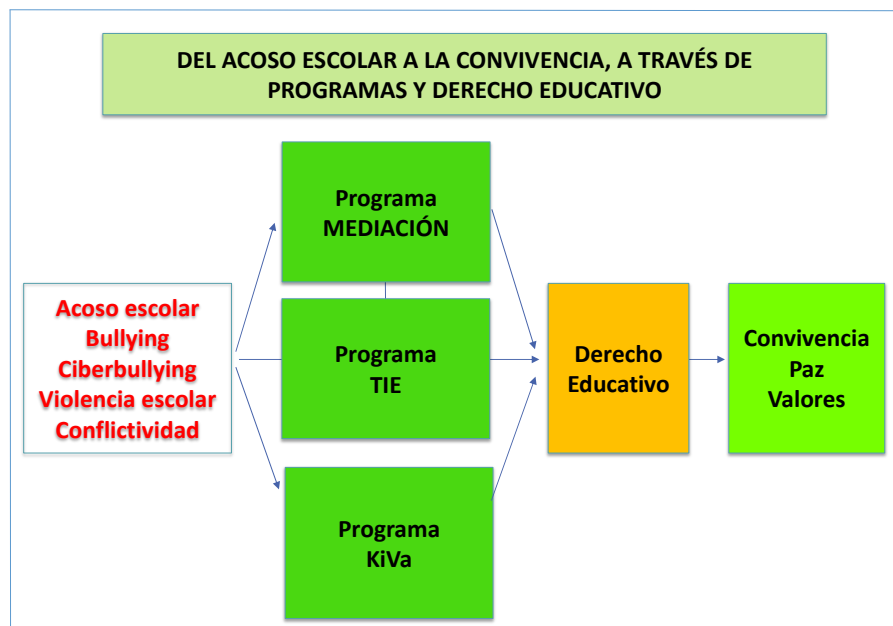 DEL ACOSO ESCOLAR A LA CONVIVENCIA, A TRAVÉS DE
PROGRAMAS Y DERECHO EDUCATIVO
Programa
MEDIACIÓN
Acoso escolar
Bullying
Ciberbullying
Violencia escolar
Conflictividad
Programa
TIE
Derecho
Educativo
Convivencia
Paz
Valores
Programa
KiVa